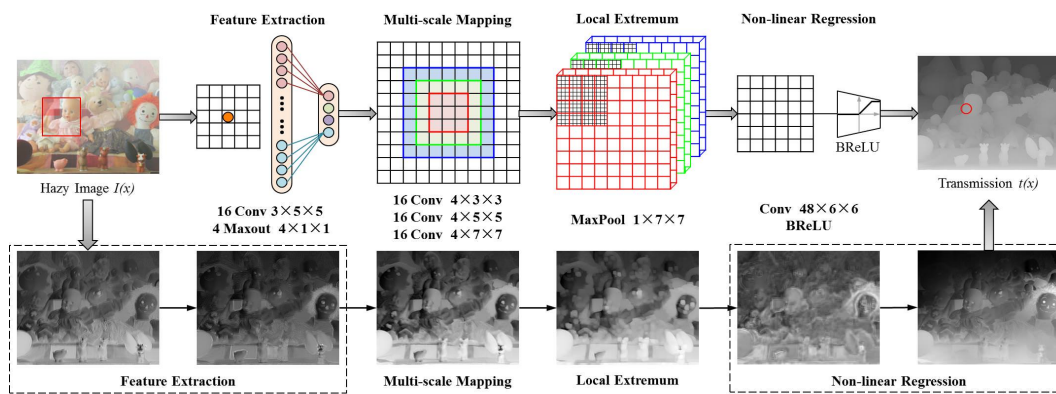 Feature Extraction
Multi-scale Mapping
Local Extremum
Non-linear Regression
BReLU
Hazy Image I(x)
Transmission t(x)
16 Conv 3×5×5
4 Maxout 4×1×1
16 Conv 4×3×3
16 Conv 4×5×5
16 Conv 4×7×7
MaxPool 1×7×7
Conv 48×6×6
BReLU
Feature Extraction
Multi-scale Mapping
Local Extremum
Non-linear Regression